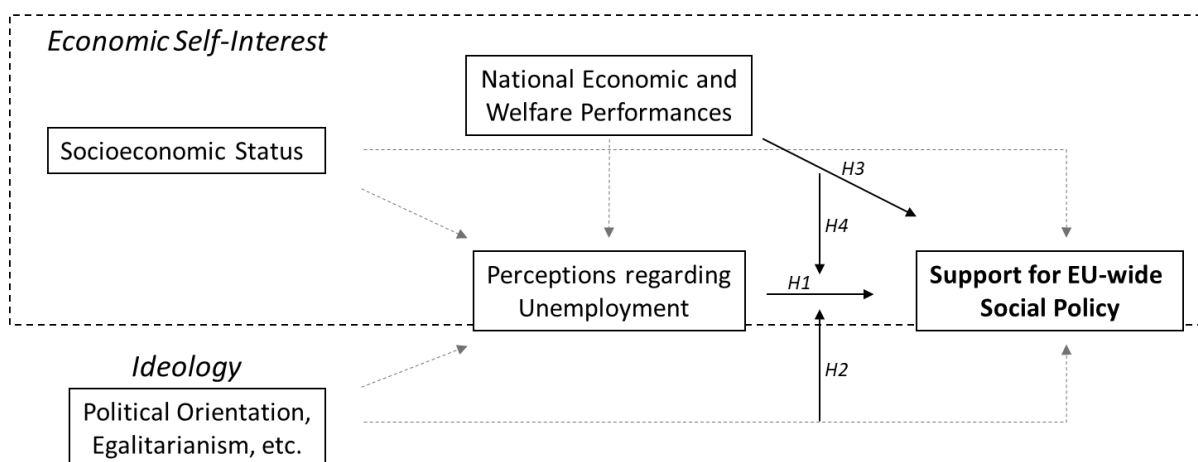 Economic Self-Interest
National Economic and
Welfare Performances
Socioeconomic Status
H3
H4
Perceptions regarding
Unemployment
H1
Support for EU-wide
Social Policy
Ideology
H2
Political Orientation,
Egalitarianism, etc.